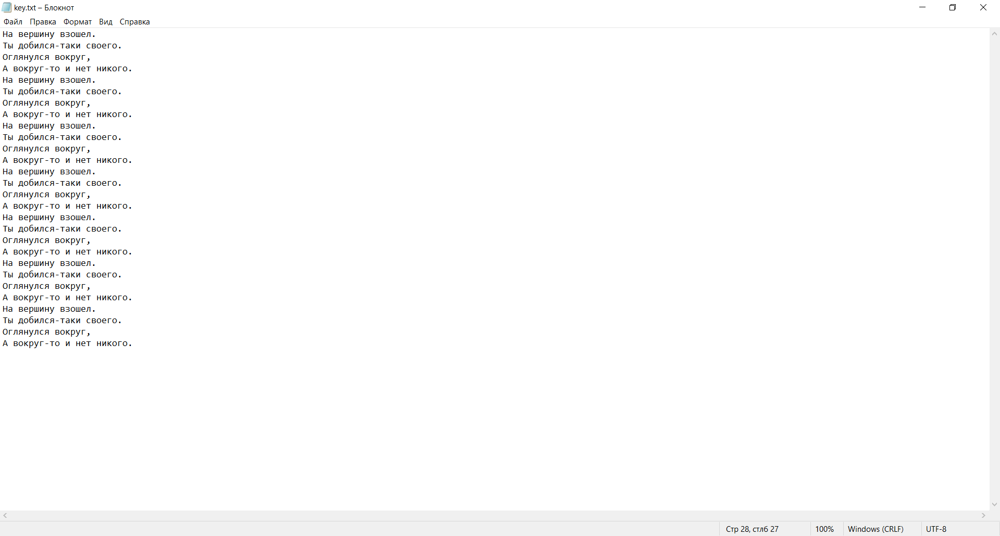 key.txt – Блокнот
Файл Правка Формат Вид Справка
На вершину взошел.
Ты добился-таки своего.
Оглянулся вокруг,
А вокруг-то и нет никого.
На вершину взошел.
Ты добился-таки своего.
Оглянулся вокруг,
А вокруг-то и нет никого.
На вершину взошел.
Ты добился-таки своего.
Оглянулся вокруг,
А вокруг-то и нет никого.
На вершину взошел.
Ты добился-таки своего.
Оглянулся вокруг,
А вокруг-то и нет никого.
На вершину взошел.
Ты добился-таки своего.
Оглянулся вокруг,
А вокруг-то и нет никого.
На вершину взошел.
Ты добился-таки своего.
Оглянулся вокруг,
А вокруг-то и нет никого.
На вершину взошел.
Ты добился-таки своего.
Оглянулся вокруг,
А вокруг-то и нет никого.
Стр 28, стлб 27 100% Windows (CRLF) UTF-8